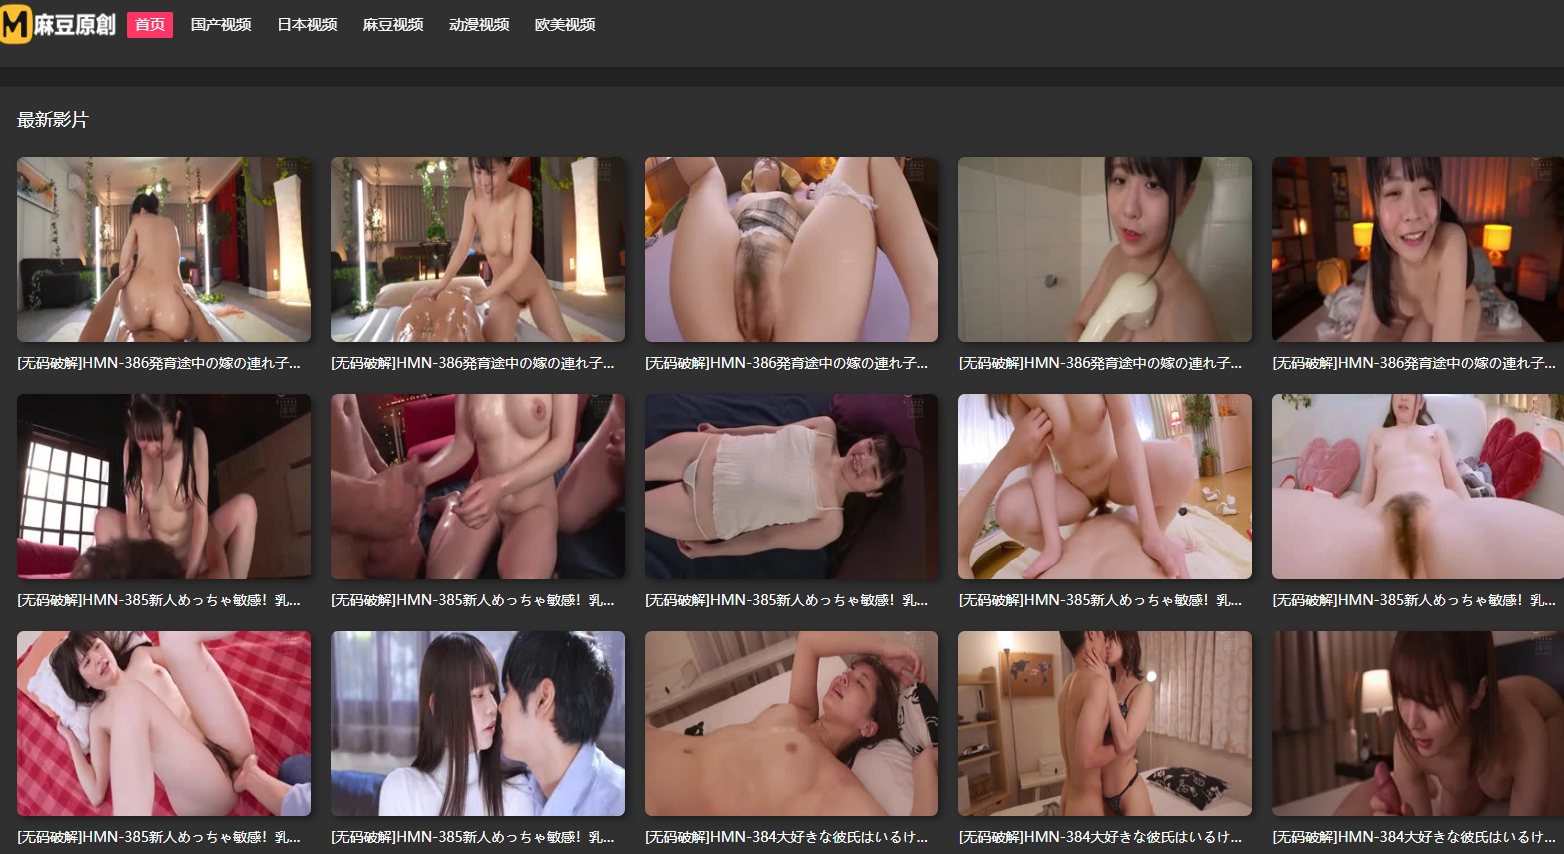 M麻豆原創
首页 国产视频 日本视频 麻豆视频 动漫视频 欧美视频
最新影片
[无码破解]HMN-386発育途中の嫁の連れ子... [无码破解]HMN-386発育途中の嫁の連れ子... [无码破解]HMN-386発育途中の嫁の連れ子... [无码破解]HMN-386発育途中の嫁の連れ子... [无码破解]HMN-386発育途中の嫁の連れ子...
[无码破解]HMN-385新人めっちゃ敏感！乳... [无码破解]HMN-385新人めっちゃ敏感！乳... [无码破解]HMN-385新人めっちゃ敏感！乳... [无码破解]HMN-385新人めっちゃ敏感！乳... [无码破解]HMN-385新人めっちゃ敏感！乳...
[无码破解]HMN-385新人めっちゃ敏感！乳... [无码破解]HMN-385新人めっちゃ敏感！乳... [无码破解]HMN-384大好きな彼氏はいるけ... [无码破解]HMN-384大好きな彼氏はいるけ... [无码破解]HMN-384大好きな彼氏はいるけ...